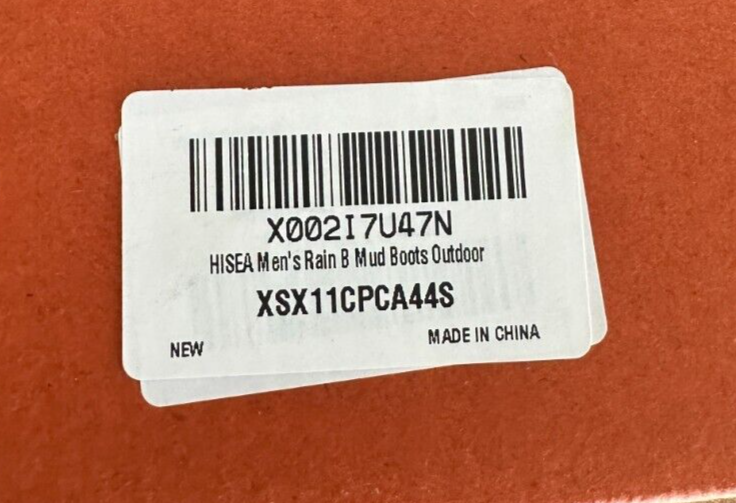 X002I7U47N
HISEA Men's Rain B Mud Boots Outdoor
XSX11CPCA44S
NEW
MADE IN CHINA